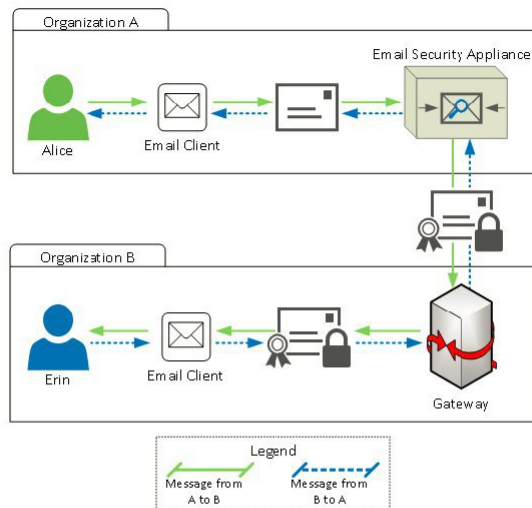 Organization A
Email Security Appliance
Alice
Email Client
Organization B
Erin
Email Client
Gateway
Legend
Message from
A to B
Message from
B to A